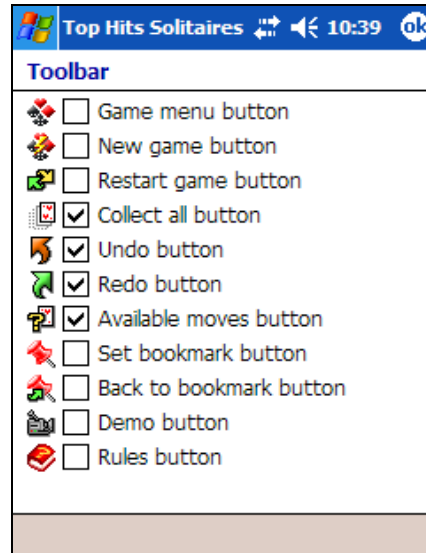 Top Hits Solitaires 10:39 ok
Toolbar
Game menu button
New game button
Restart game button
Collect all button
Undo button
Redo button
Available moves button
Set bookmark button
Back to bookmark button
Demo button
Rules button